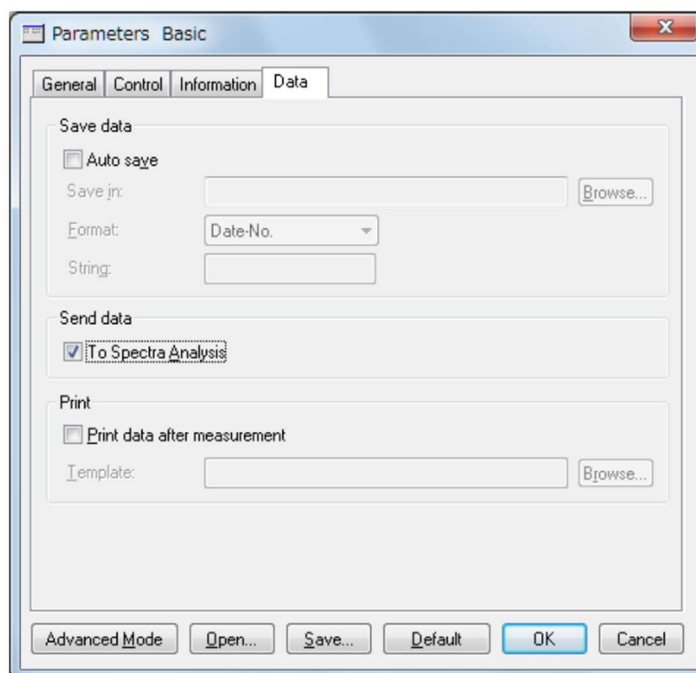 Parameters Basic
General Control Information Data
Save data
Auto save
Save in: Browse...
Format: Date-No.
String:
Send data
To Spectra Analysis
Print
Print data after measurement
Template: Browse...
Advanced Mode Open... Save... Default OK Cancel